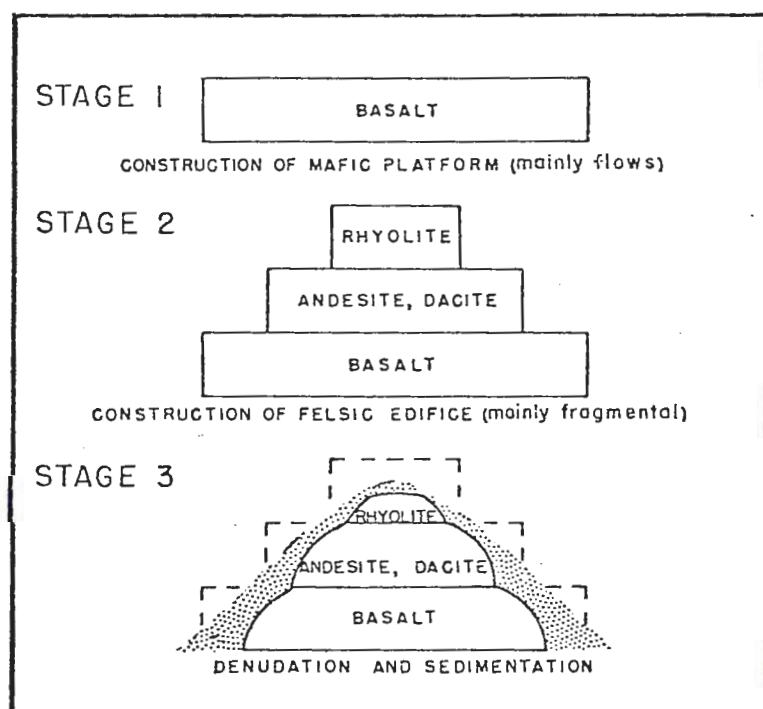 STAGE 1
BASALT
CONSTRUCTION OF MAFIC PLATFORM (mainly flows)
STAGE 2
RHYOLITE
ANDESITE, DACITE
BASALT
CONSTRUCTION OF FELSIC EDIFICE (mainly fragmental)
STAGE 3
RHYOLITE
ANDESITE, DACITE
BASALT
DENUDATION AND SEDIMENTATION